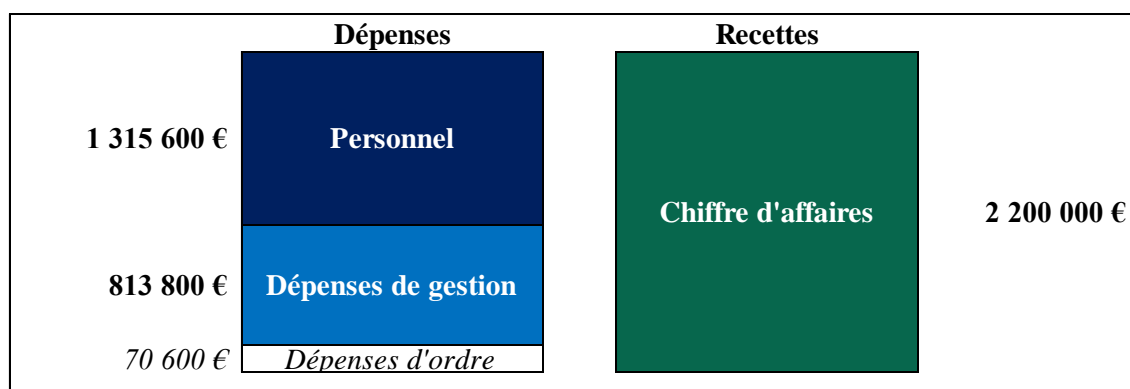 Dépenses Recettes
1 315 600 € Personnel
Chiffre d'affaires 2 200 000 €
813 800 € Dépenses de gestion
70 600 € Dépenses d'ordre